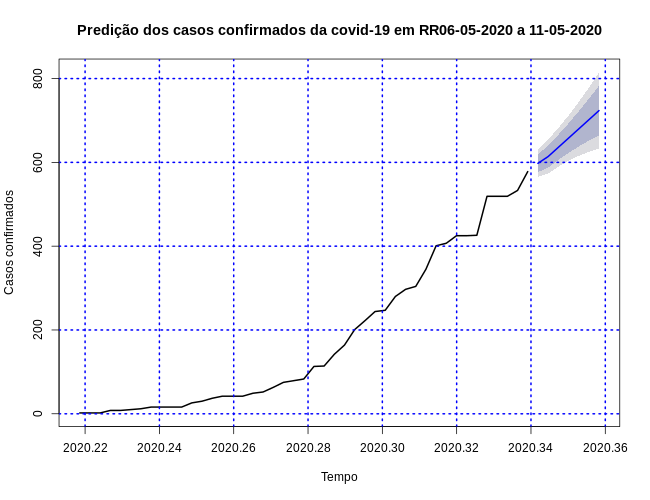 Predição dos casos confirmados da covid-19 em RR06-05-2020 a 11-05-2020
Casos confirmados
800
600
400
200
0
2020.22 2020.24 2020.26 2020.28 2020.30 2020.32 2020.34 2020.36
Tempo